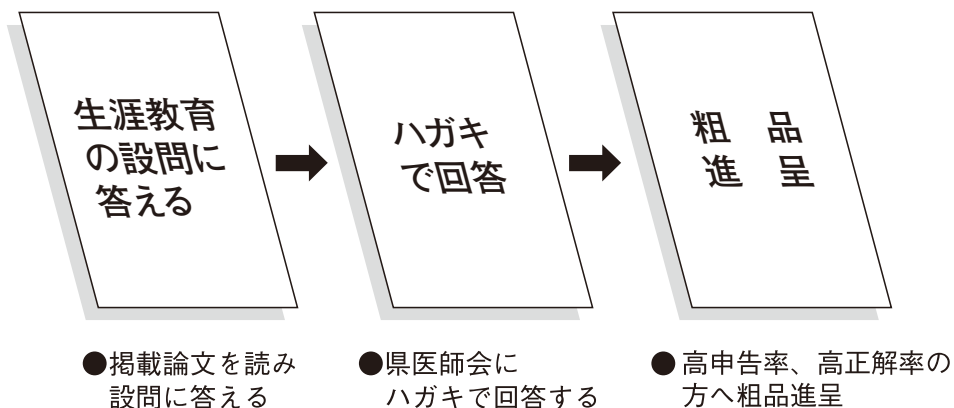 生涯教育
の設問に
答える
ハガキ
で回答
粗　品
進　呈
●掲載論文を読み
設問に答える
●県医師会に
ハガキで回答する
●高申告率、高正解率の
方へ粗品進呈